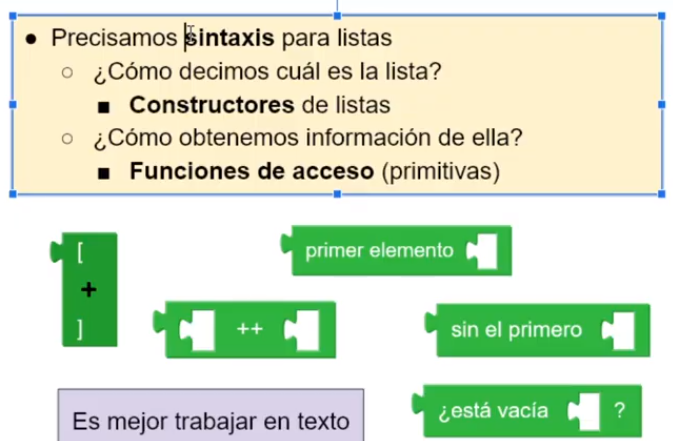 ● Precisamos sintaxis para listas
○ ¿Cómo decimos cuál es la lista?
■ Constructores de listas
○ ¿Cómo obtenemos información de ella?
■ Funciones de acceso (primitivas)
[
+
]
primer elemento
++
sin el primero
¿está vacía ?
Es mejor trabajar en texto